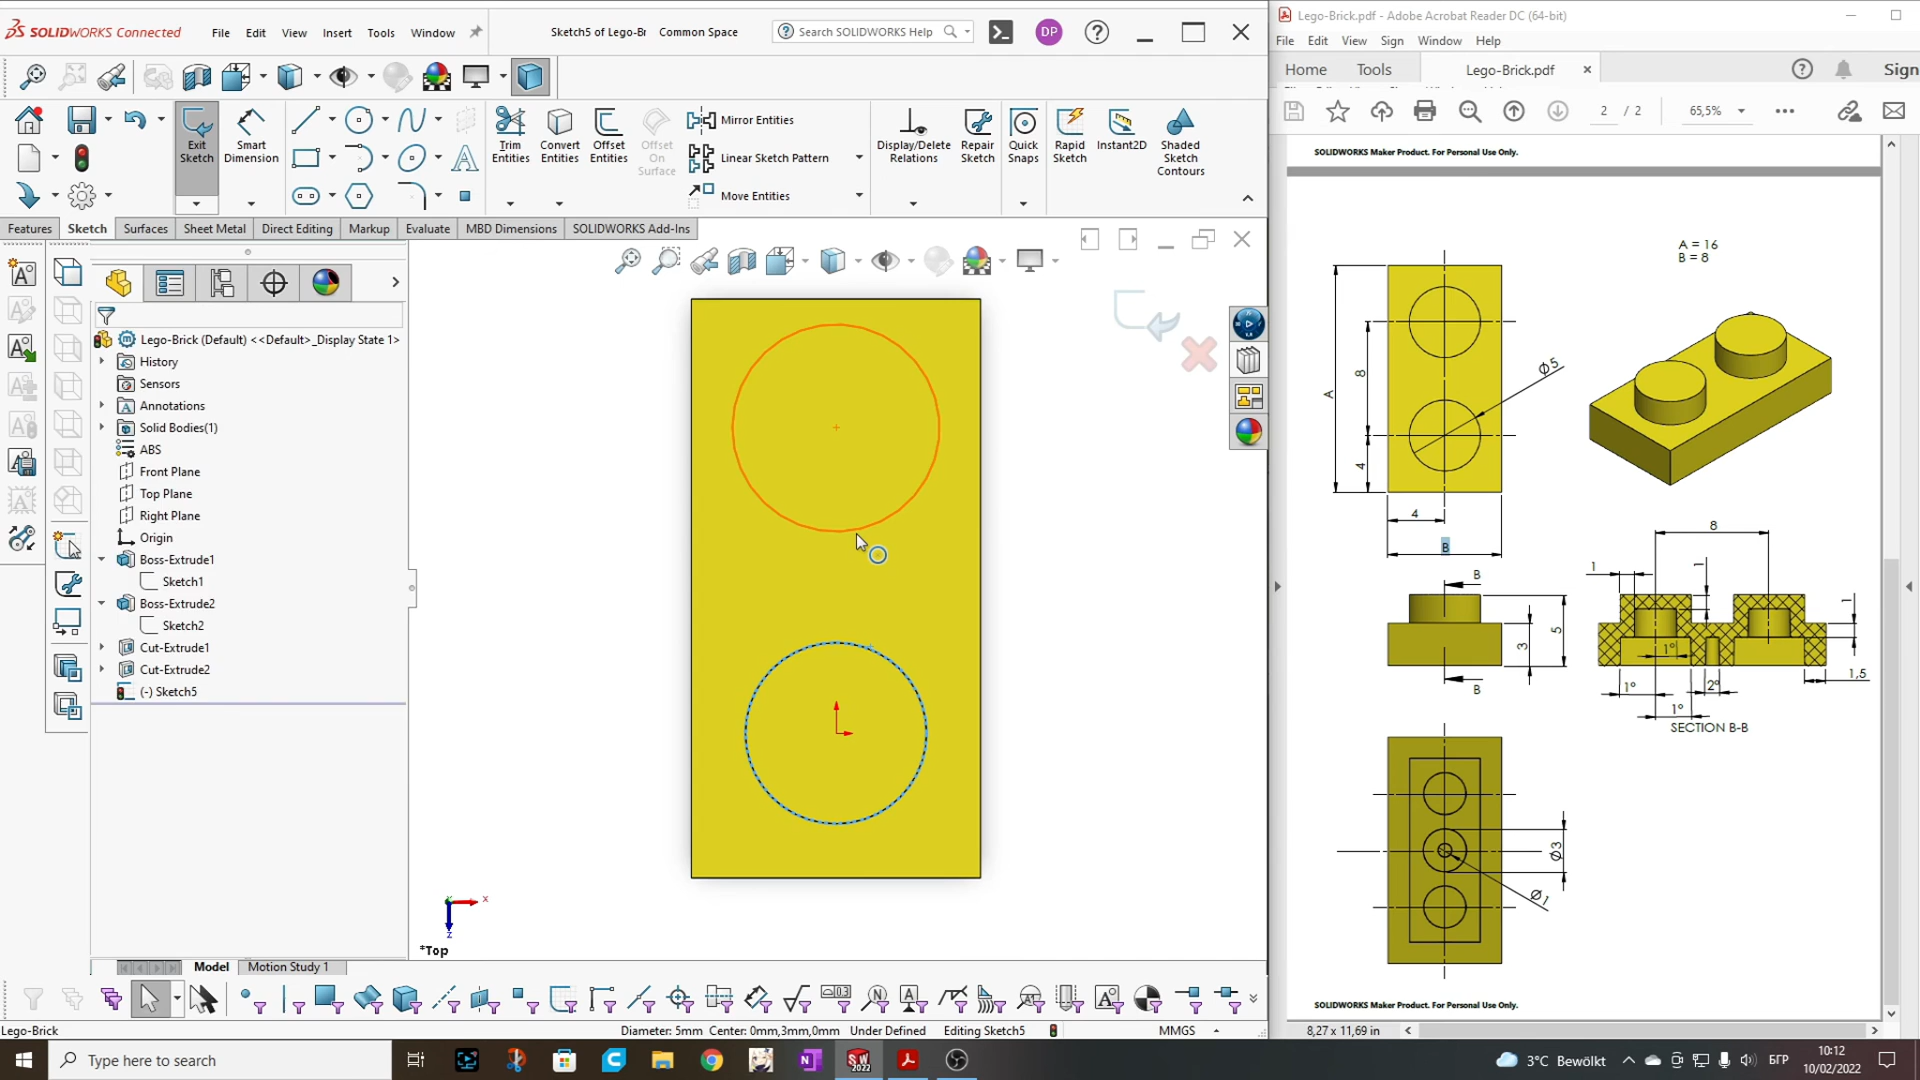 SOLIDWORKS Connected
File Edit View Insert Tools Window
Sketch5 of Lego-Br Common Space
Search SOLIDWORKS Help
DP
Exit Sketch
Smart Dimension
Trim Entities
Convert Entities
Offset Entities
Offset On Surface
Mirror Entities
Linear Sketch Pattern
Move Entities
Display/Delete Relations
Repair Sketch
Quick Snaps
Rapid Sketch
Instant2D
Shaded Sketch Contours
Features Sketch Surfaces Sheet Metal Direct Editing Markup Evaluate MBD Dimensions SOLIDWORKS Add-Ins
Lego-Brick (Default) <<Default>_Display State 1>
History
Sensors
Annotations
Solid Bodies(1)
ABS
Front Plane
Top Plane
Right Plane
Origin
Boss-Extrude1
Sketch1
Boss-Extrude2
Sketch2
Cut-Extrude1
Cut-Extrude2
(-) Sketch5
x
z
*Top
Model Motion Study 1
Lego-Brick
Diameter: 5mm Center: 0mm,3mm,0mm Under Defined Editing Sketch5 MMGS
Lego-Brick.pdf - Adobe Acrobat Reader DC (64-bit)
File Edit View Sign Window Help
Home Tools Lego-Brick.pdf Sign
2 / 2 65,5%
SOLIDWORKS Maker Product. For Personal Use Only.
A = 16
B = 8
A
8
4
Ø5
4
B
B
B
3
5
8
1
1
1
1°
1°
2°
1°
1,5
SECTION B-B
Ø3
Ø1
SOLIDWORKS Maker Product. For Personal Use Only.
8,27 x 11,69 in
Type here to search
SW
2022
3°C Bewölkt
БГР
10:12
10/02/2022